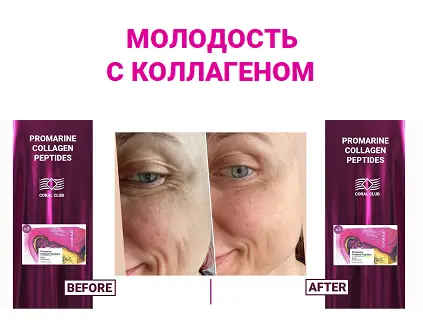 МОЛОДОСТЬ
С КОЛЛАГЕНОМ
PROMARINE
COLLAGEN
PEPTIDES
CORAL CLUB
PROMARINE
COLLAGEN
PEPTIDES
CORAL CLUB
BEFORE
AFTER